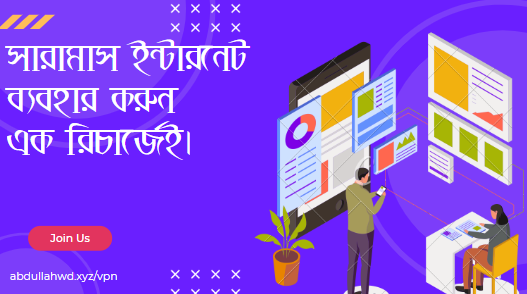 সারামাস ইন্টারনেট
ব্যবহার করুন
এক রিচার্জেই।
Join Us
abdullahwd.xyz/vpn